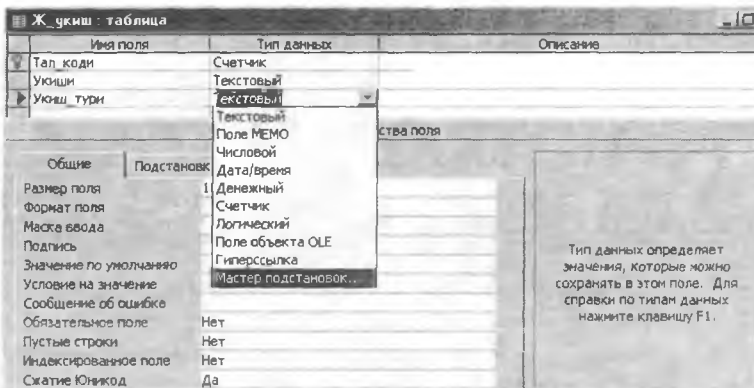 Ж_укиш : таблица
Имя поля Тип данных Описание
Тал_коди Счетчик
Укиши Текстовый
Укиш_тури Текстовый
Текстовый
Поле МЕМО
Числовой
Дата/время
Денежный
Счетчик
Логический
Поле объекта OLE
Гиперссылка
Мастер подстановок...
ства поля
Общие Подстановк
Размер поля 1
Формат поля
Маска ввода
Подпись
Значение по умолчанию
Условие на значение
Сообщение об ошибке
Обязательное поле Нет
Пустые строки Нет
Индексированное поле Нет
Сжатие Юникод Да
Тип данных определяет
значения, которые можно
сохранять в этом поле. Для
справки по типам данных
нажмите клавишу F1.